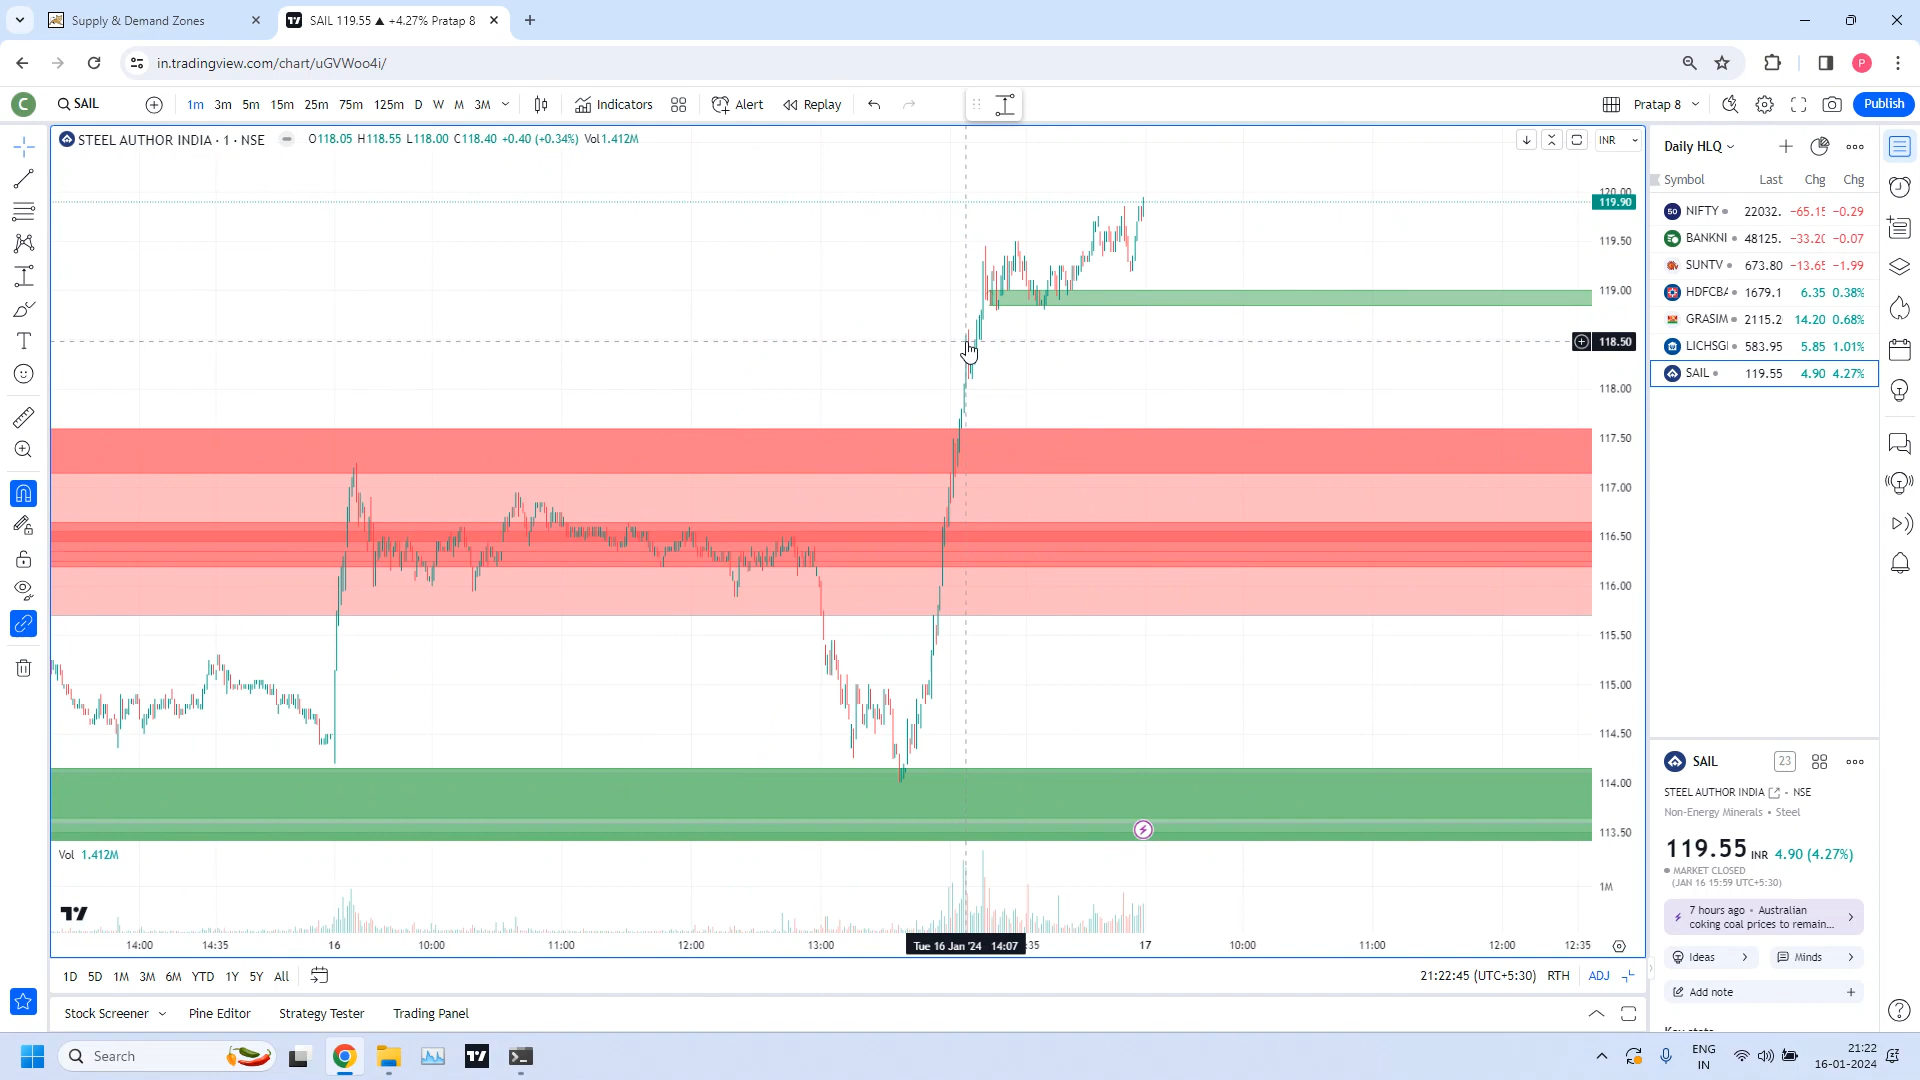 Supply & Demand Zones
SAIL 119.55 ▲ +4.27% Pratap 8
in.tradingview.com/chart/uGVWoo4i/
P
C
SAIL
1m 3m 5m 15m 25m 75m 125m D W M 3M
Indicators
Alert
Replay
Pratap 8
Publish
STEEL AUTHOR INDIA · 1 · NSE
O118.05 H118.55 L118.00 C118.40 +0.40 (+0.34%) Vol1.412M
INR
120.00
119.90
119.50
119.00
118.50
118.00
117.50
117.00
116.50
116.00
115.50
115.00
114.50
114.00
113.50
Vol 1.412M
1M
14:00 14:35 16 10:00 11:00 12:00 13:00 Tue 16 Jan '24 14:07 :35 17 10:00 11:00 12:00 12:35
1D 5D 1M 3M 6M YTD 1Y 5Y All
21:22:45 (UTC+5:30) RTH ADJ
Stock Screener
Pine Editor
Strategy Tester
Trading Panel
Daily HLQ
Symbol Last Chg Chg
50 NIFTY 22032. −65.15 −0.29
BANKNI 48125. −33.20 −0.07
SUNTV 673.80 −13.65 −1.99
HDFCBA 1679.1 6.35 0.38%
GRASIM 2115.2 14.20 0.68%
LICHSGI 583.95 5.85 1.01%
SAIL 119.55 4.90 4.27%
SAIL
23
STEEL AUTHOR INDIA - NSE
Non-Energy Minerals • Steel
119.55 INR 4.90 (4.27%)
MARKET CLOSED
(JAN 16 15:59 UTC+5:30)
7 hours ago • Australian
coking coal prices to remain...
Ideas
Minds
Add note
Search
ENG
IN
21:22
16-01-2024